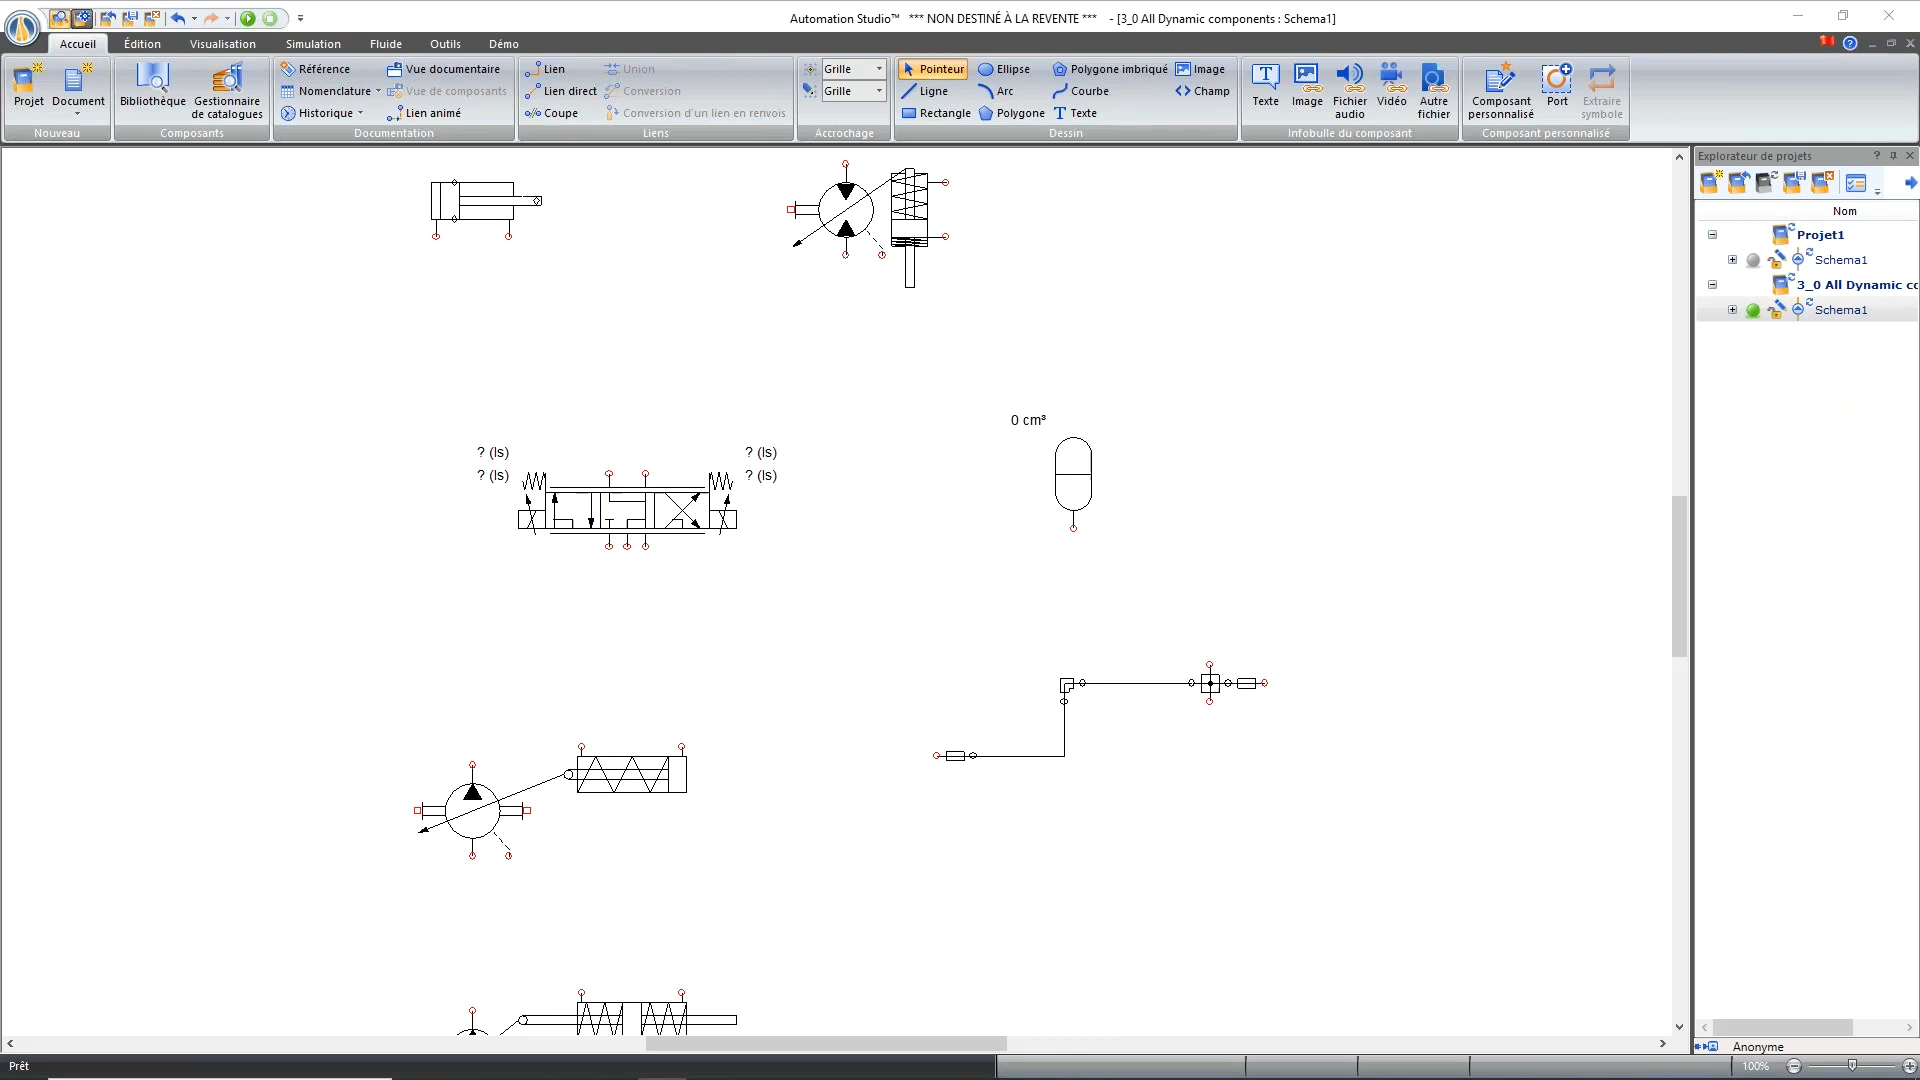 Automation Studio™ *** NON DESTINÉ À LA REVENTE *** - [3_0 All Dynamic components : Schema1]
Accueil Édition Visualisation Simulation Fluide Outils Démo
Référence Vue documentaire Lien Union Grille Pointeur Ellipse Polygone imbriqué Image
Projet Document Bibliothèque Gestionnaire de catalogues Nomenclature Vue de composants Lien direct Conversion Grille Ligne Arc Courbe Champ Texte Image Fichier audio Vidéo Autre fichier Composant personnalisé Port Extraire symbole
Historique Lien animé Coupe Conversion d'un lien en renvois Rectangle Polygone Texte
Nouveau Composants Documentation Liens Accrochage Dessin Infobulle du composant Composant personnalisé
Explorateur de projets
Nom
Projet1
Schema1
3_0 All Dynamic cc
Schema1
0 cm³
? (ls) ? (ls)
? (ls) ? (ls)
Anonyme
Prêt 100%